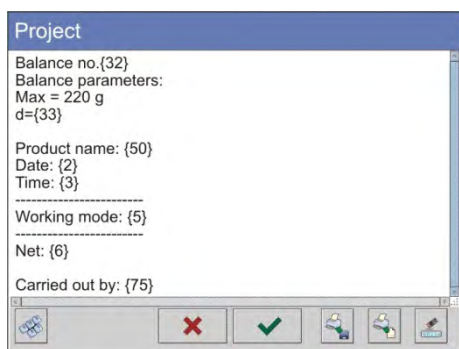 Project
Balance no.{32}
Balance parameters:
Max = 220 g
d={33}
Product name: {50}
Date: {2}
Time: {3}
------------------------
Working mode: {5}
------------------------
Net: {6}
Carried out by: {75}